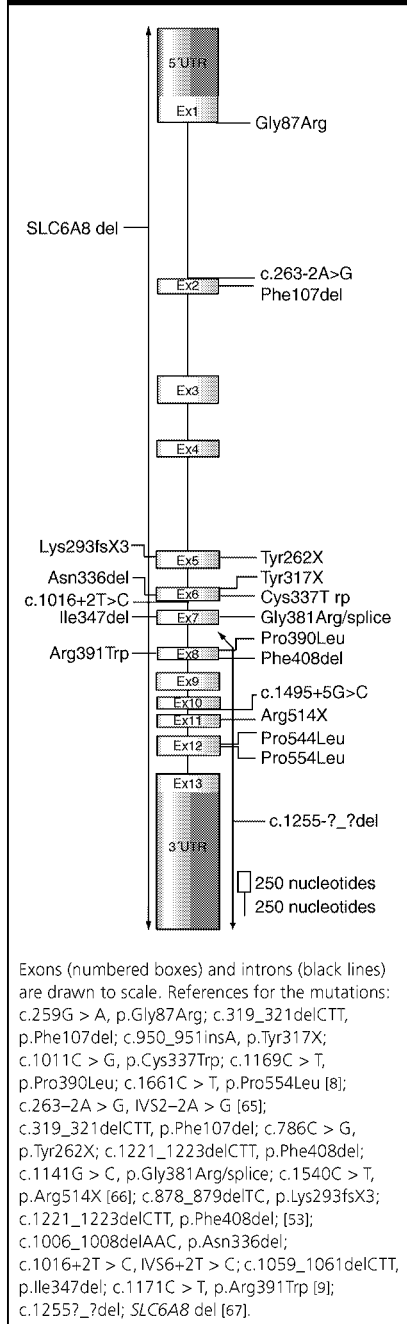 5´UTR
Ex1
Gly87Arg
SLC6A8 del
c.263-2A>G
Ex2
Phe107del
Ex3
Ex4
Lys293fsX3
Ex5
Tyr262X
Asn336del
Tyr317X
Ex6
Cys337T rp
c.1016+2T>C
Ile347del
Ex7
Gly381Arg/splice
Pro390Leu
Arg391Trp
Ex8
Phe408del
Ex9
c.1495+5G>C
Ex10
Arg514X
Ex11
Pro544Leu
Ex12
Pro554Leu
Ex13
c.1255-?_?del
3´UTR
250 nucleotides
250 nucleotides
Exons (numbered boxes) and introns (black lines)
are drawn to scale. References for the mutations:
c.259G > A, p.Gly87Arg; c.319_321delCTT,
p.Phe107del; c.950_951insA, p.Tyr317X;
c.1011C > G, p.Cys337Trp; c.1169C > T,
p.Pro390Leu; c.1661C > T, p.Pro554Leu [8];
c.263–2A > G, IVS2–2A > G [65];
c.319_321delCTT, p.Phe107del; c.786C > G,
p.Tyr262X; c.1221_1223delCTT, p.Phe408del;
c.1141G > C, p.Gly381Arg/splice; c.1540C > T,
p.Arg514X [66]; c.878_879delTC, p.Lys293fsX3;
c.1221_1223delCTT, p.Phe408del; [53];
c.1006_1008delAAC, p.Asn336del;
c.1016+2T > C, IVS6+2T > C; c.1059_1061delCTT,
p.Ile347del; c.1171C > T, p.Arg391Trp [9];
c.1255?_?del; SLC6A8 del [67].